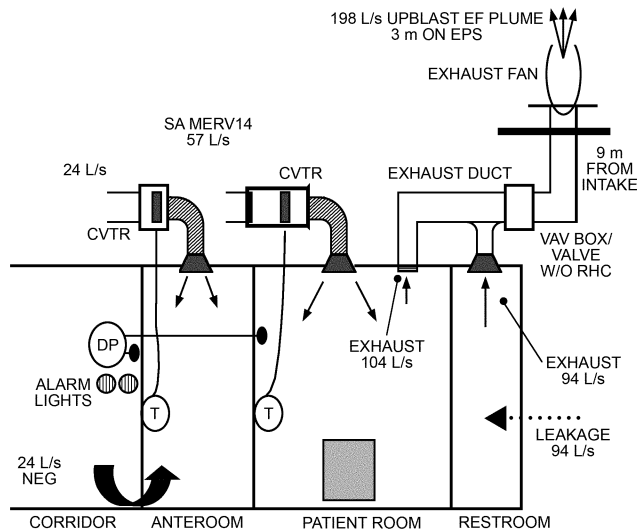 198 L/s UPBLAST EF PLUME
3 m ON EPS
EXHAUST FAN
SA MERV14
57 L/s
24 L/s
CVTR
EXHAUST DUCT
9 m
FROM
INTAKE
CVTR
VAV BOX/
VALVE
W/O RHC
DP
EXHAUST
104 L/s
EXHAUST
94 L/s
ALARM
LIGHTS
T
T
LEAKAGE
94 L/s
24 L/s
NEG
CORRIDOR
ANTEROOM
PATIENT ROOM
RESTROOM